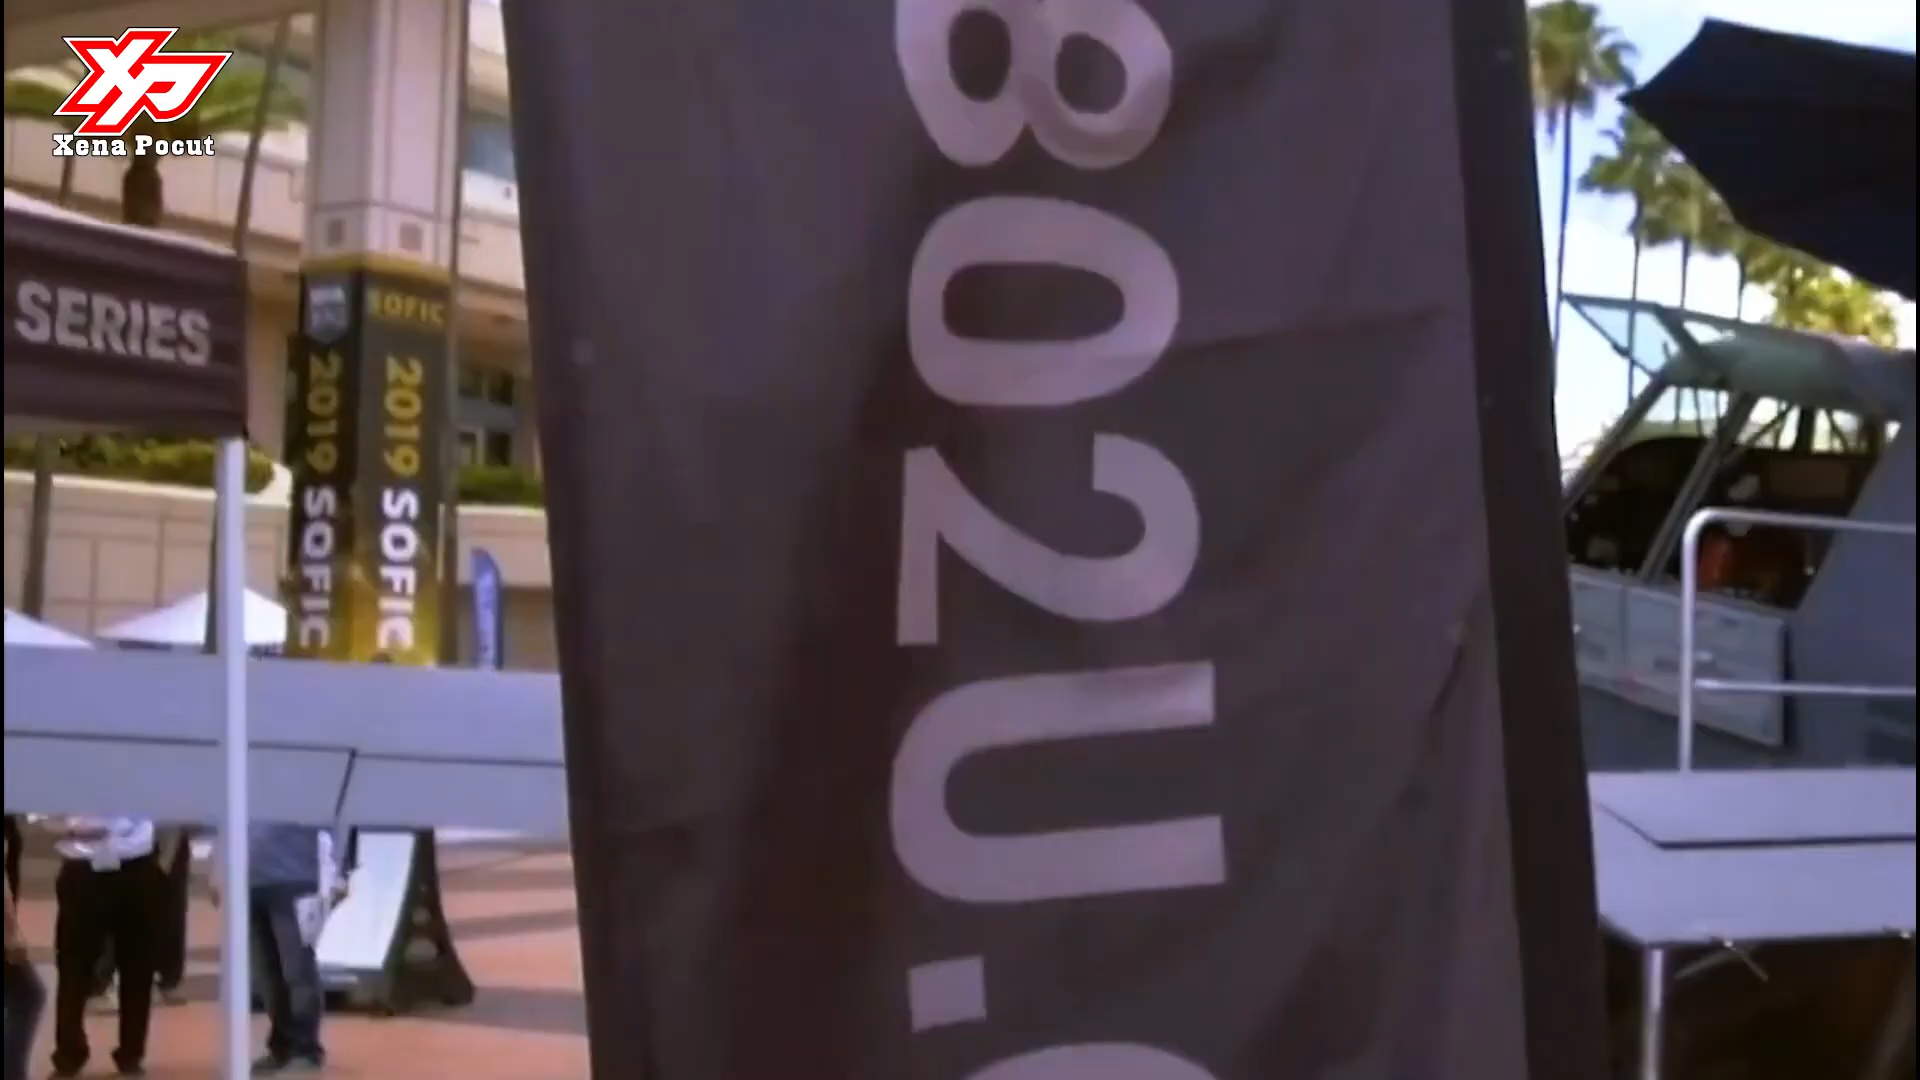 XP
Xena Pocut
SERIES
SOFIC
2019 SOFIC
2019 SOFIC
802U.